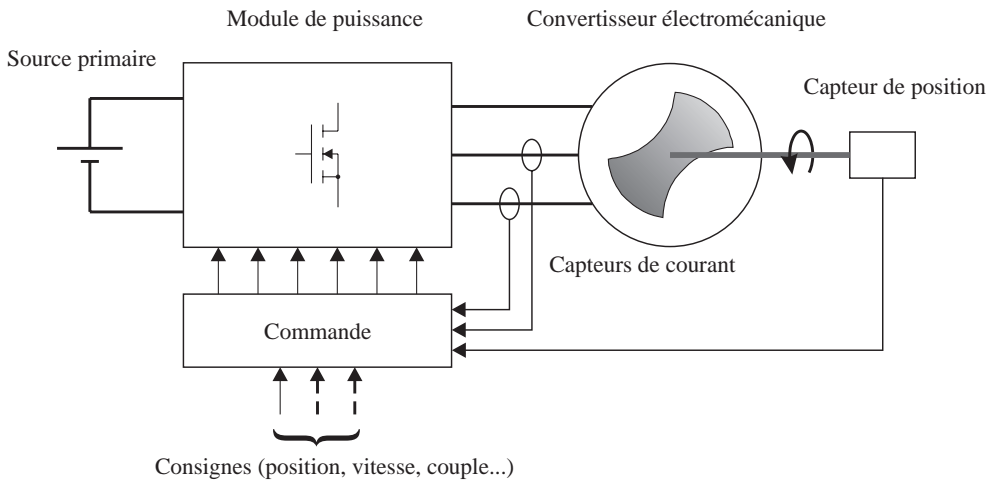 Module de puissance
Convertisseur électromécanique
Source primaire
Capteur de position
Capteurs de courant
Commande
Consignes (position, vitesse, couple...)